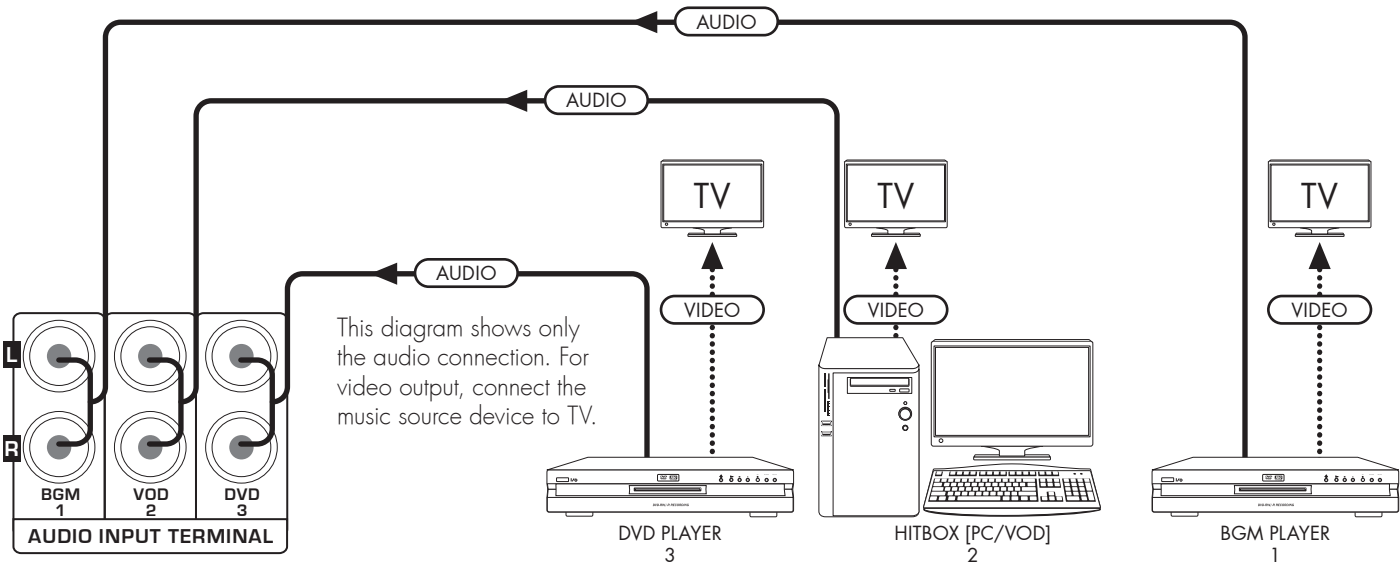 AUDIO
AUDIO
TV
TV
TV
AUDIO
VIDEO
VIDEO
VIDEO
This diagram shows only
the audio connection. For
video output, connect the
music source device to TV.
L
R
BGM
1
VOD
2
DVD
3
AUDIO INPUT TERMINAL
DVD PLAYER
3
HITBOX [PC/VOD]
2
BGM PLAYER
1